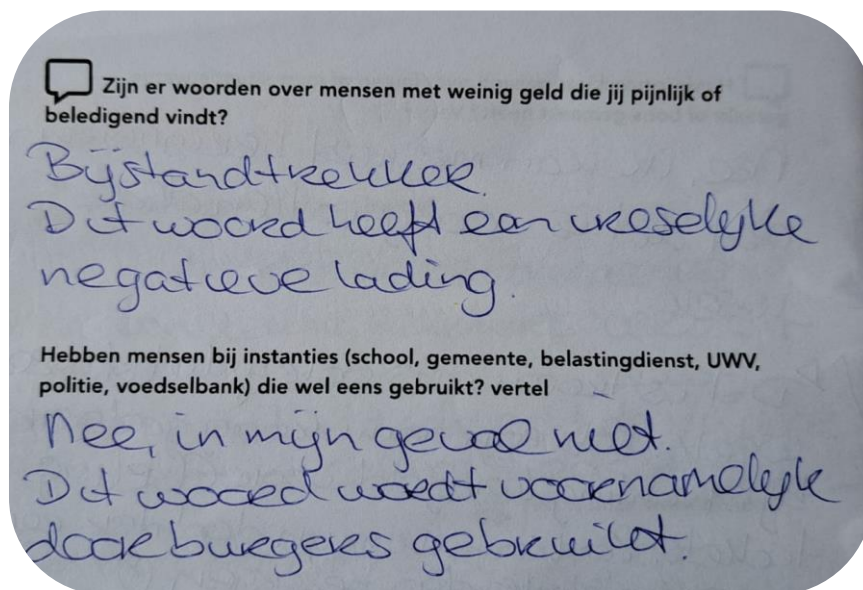 Zijn er woorden over mensen met weinig geld die jij pijnlijk of
beledigend vindt?
Bijstandtrekker.
Dit woord heeft een vreselijke
negatieve lading.
Hebben mensen bij instanties (school, gemeente, belastingdienst, UWV,
politie, voedselbank) die wel eens gebruikt? vertel
Nee, in mijn geval niet.
Dit woord wordt voornamelijk
door burgers gebruikt.